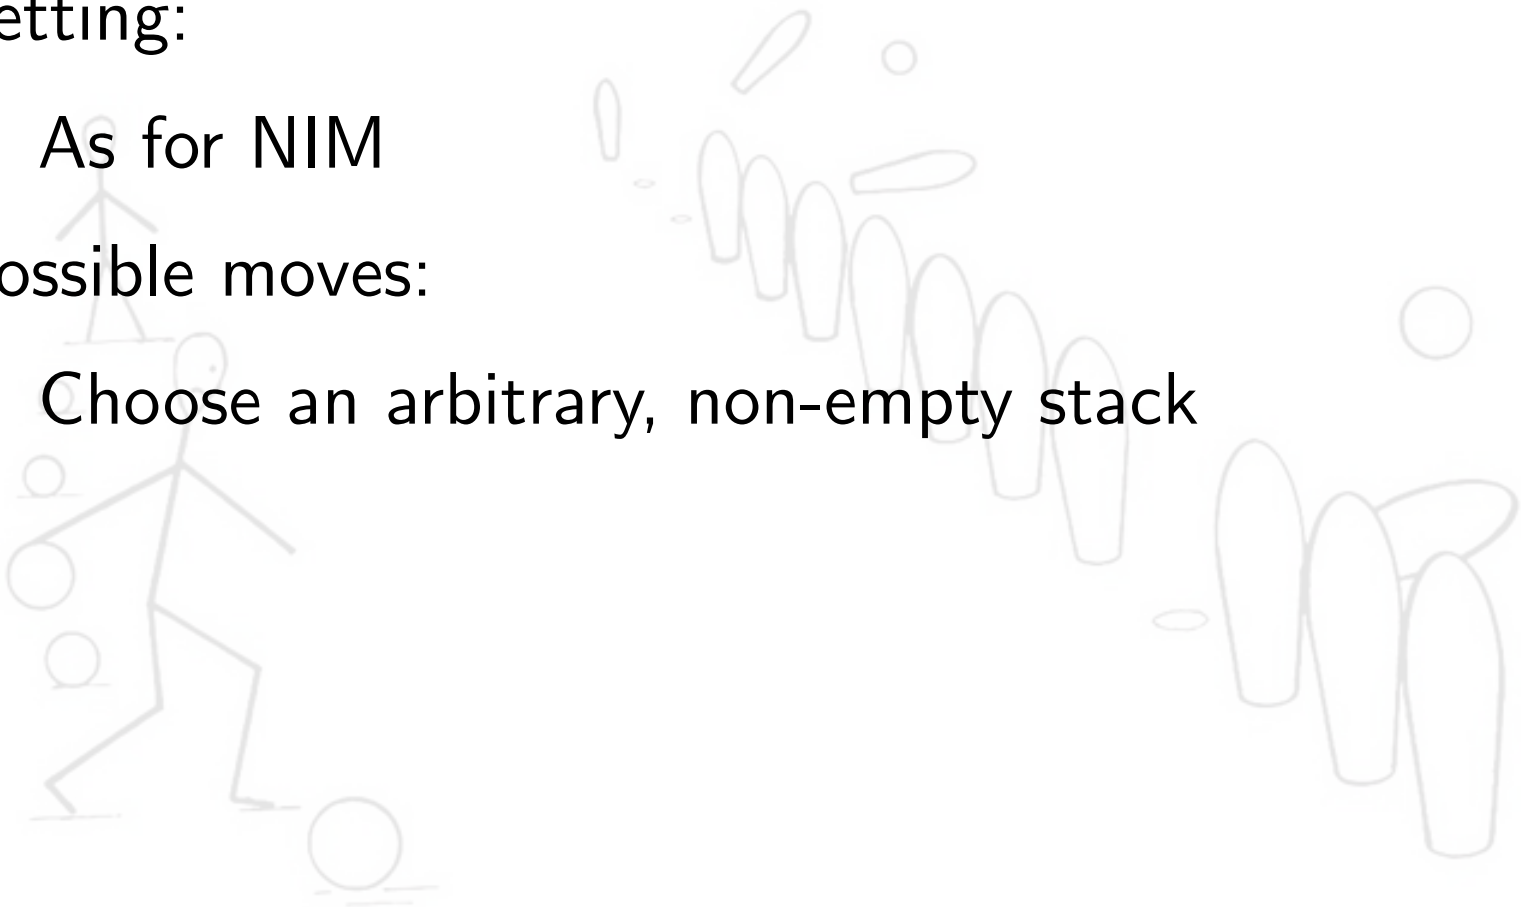 etting:
As for NIM
ossible moves:
Choose an arbitrary, non-empty stack